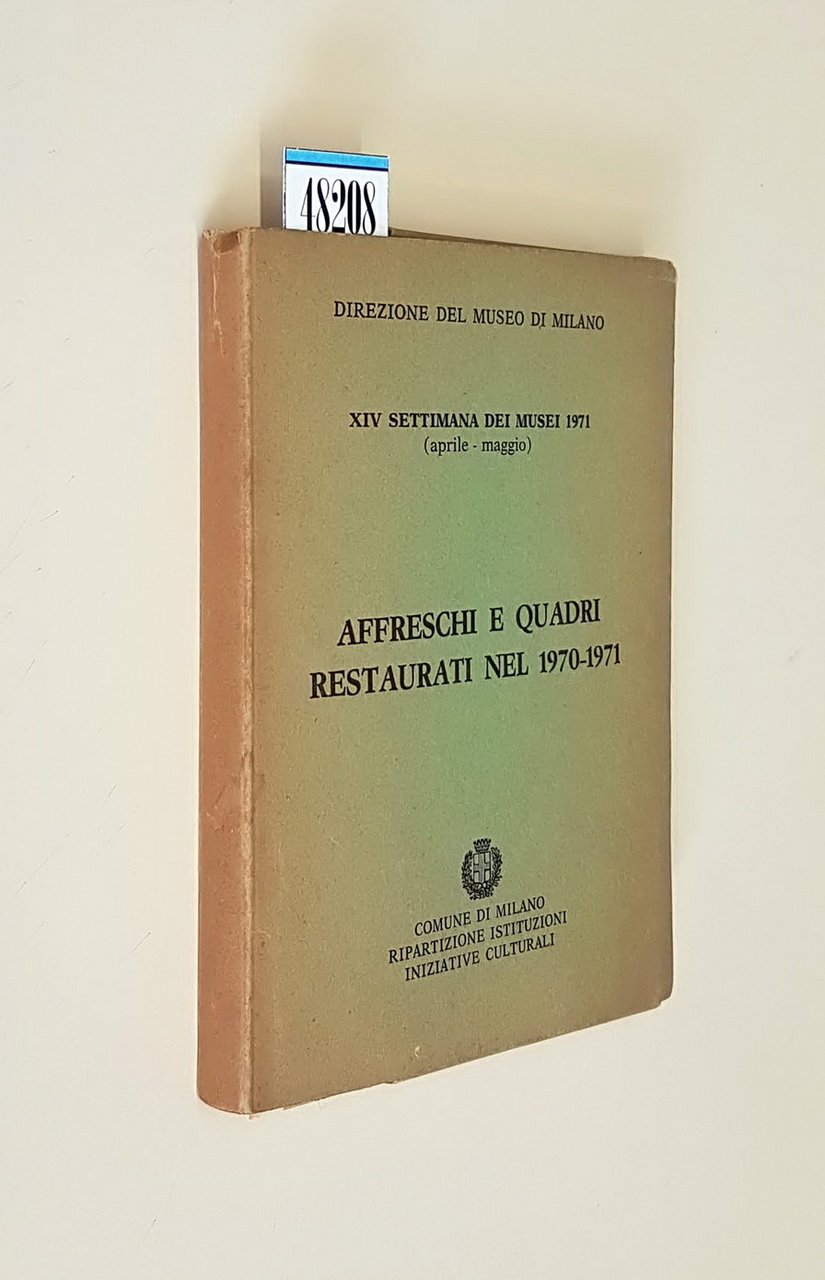 48208
DIREZIONE DEL MUSEO DI MILANO
XIV SETTIMANA DEI MUSEI 1971
(aprile - maggio)
AFFRESCHI E QUADRI
RESTAURATI NEL 1970-1971
COMUNE DI MILANO
RIPARTIZIONE ISTITUZIONI
INIZIATIVE CULTURALI